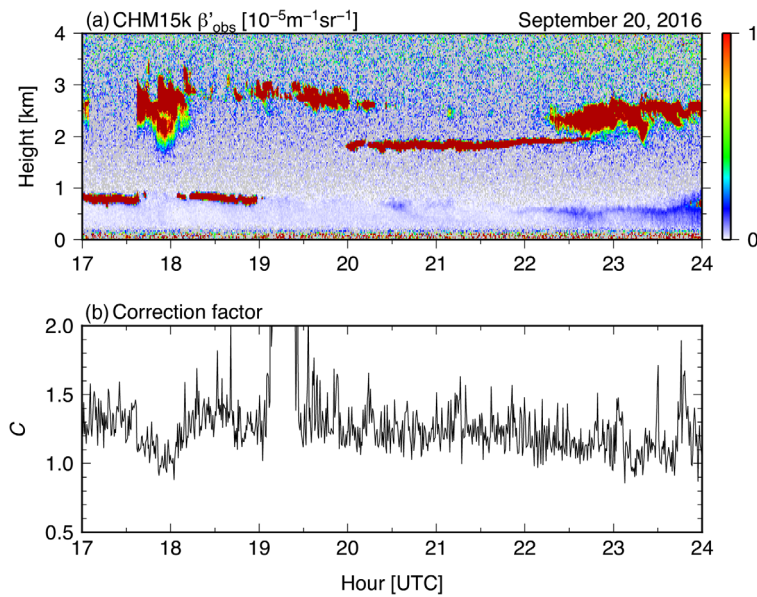 (a) CHM15k β’obs [10⁻⁵m⁻¹sr⁻¹] September 20, 2016
4
3
2
1
0
Height [km]
1
0
17 18 19 20 21 22 23 24
(b) Correction factor
2.0
1.5
1.0
0.5
C
17 18 19 20 21 22 23 24
Hour [UTC]